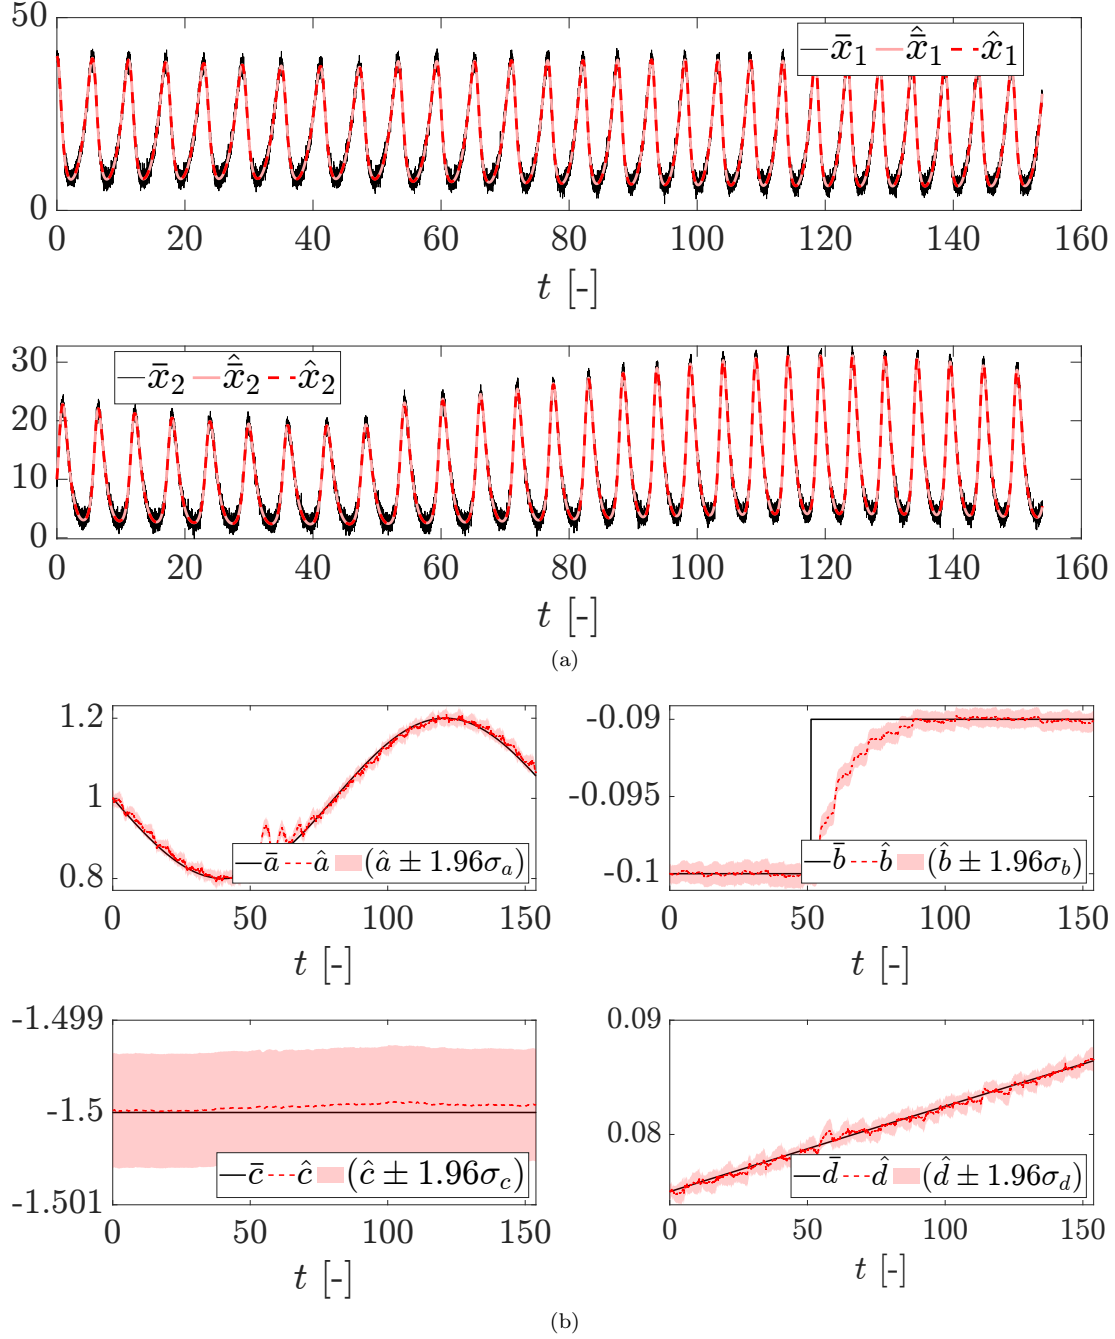 50
0
x̄₁ x̄̂₁ x̂₁
0 20 40 60 80 100 120 140 160
t [-]
30
20
10
0
x̄₂ x̄̂₂ x̂₂
0 20 40 60 80 100 120 140 160
t [-]
(a)
1.2
1
0.8
ā â (â ± 1.96σₐ)
0 50 100 150
t [-]
-0.09
-0.095
-0.1
b̄ b̂ (b̂ ± 1.96σ_b)
0 50 100 150
t [-]
-1.499
-1.5
-1.501
c̄ ĉ (ĉ ± 1.96σ_c)
0 50 100 150
t [-]
0.09
0.08
d̄ d̂ (d̂ ± 1.96σ_d)
0 50 100 150
t [-]
(b)